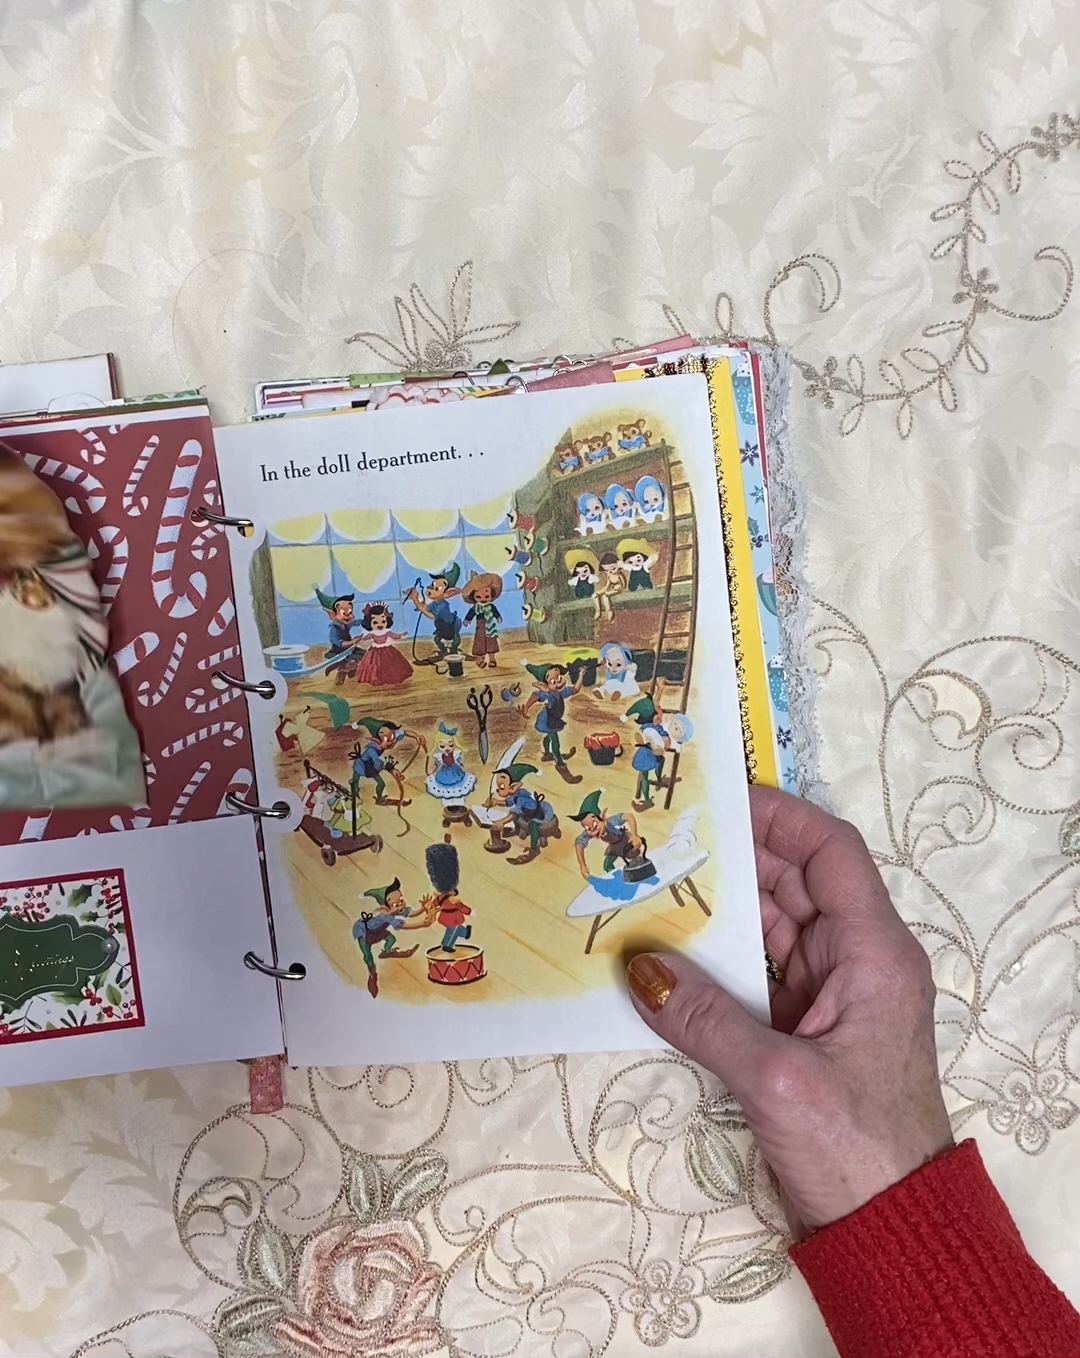 In the doll department. . .